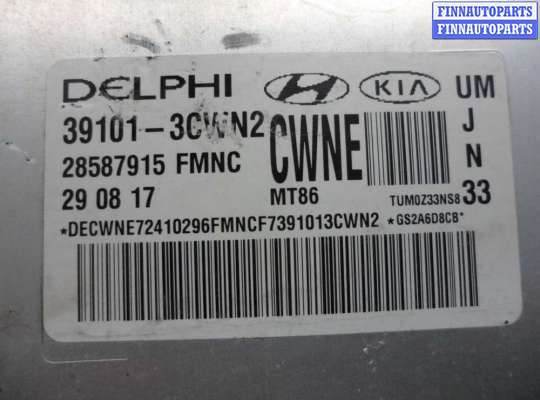 FINNAUTOPARTS
FINNAUTOPARTS
DELPHI KIA UM
39101-3CWN2 CWNE J
28587915 FMNC N
29 08 17 MT86 TUM0Z33NS8 33
*DECWNE72410296FMNCF7391013CWN2 *GS2A6D8CB*